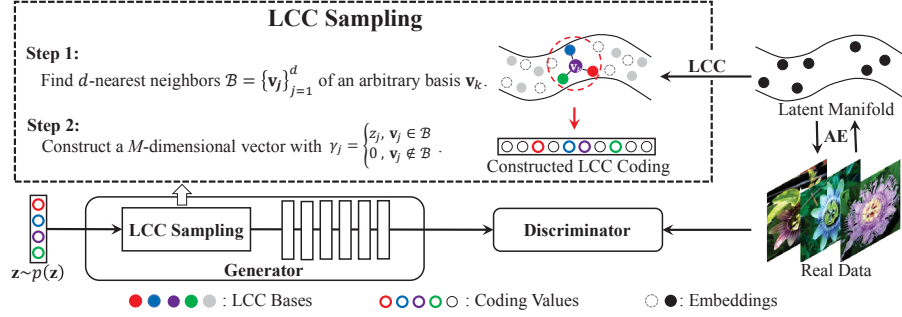 LCC Sampling
Step 1:
Find d-nearest neighbors ℬ = {𝐯ⱼ}ᵈⱼ₌₁ of an arbitrary basis 𝐯ₖ.
Step 2:
Construct a M-dimensional vector with γⱼ = { zⱼ, 𝐯ⱼ ∈ ℬ
0 , 𝐯ⱼ ∉ ℬ .
Constructed LCC Coding
LCC
Latent Manifold
AE
Real Data
LCC Sampling
Generator
Discriminator
𝐳~p(𝐳)
: LCC Bases
: Coding Values
: Embeddings